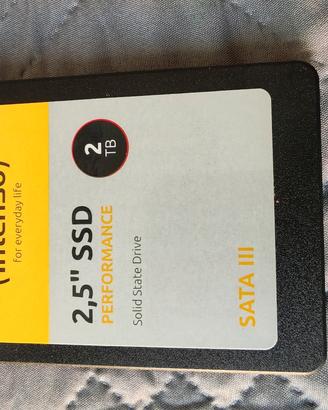 for everyday life
2,5" SSD
PERFORMANCE
Solid State Drive
2
TB
SATA III